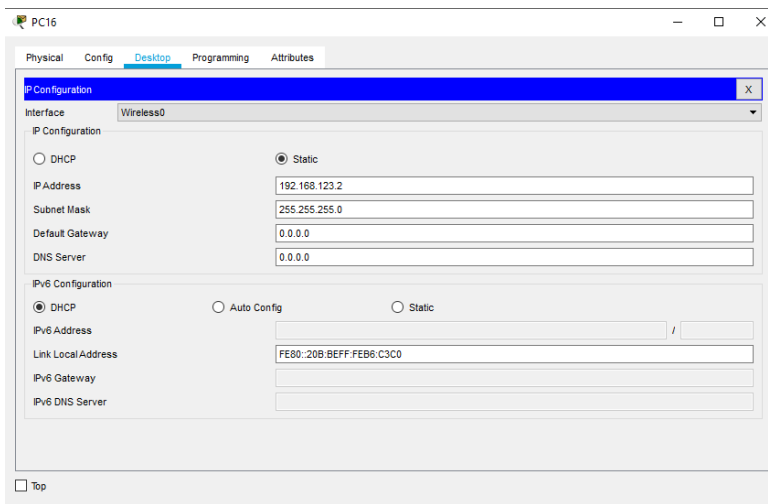 PC16
Physical Config Desktop Programming Attributes
IP Configuration X
Interface Wireless0
IP Configuration
DHCP Static
IP Address 192.168.123.2
Subnet Mask 255.255.255.0
Default Gateway 0.0.0.0
DNS Server 0.0.0.0
IPv6 Configuration
DHCP Auto Config Static
IPv6 Address /
Link Local Address FE80::20B:BEFF:FEB6:C3C0
IPv6 Gateway
IPv6 DNS Server
Top